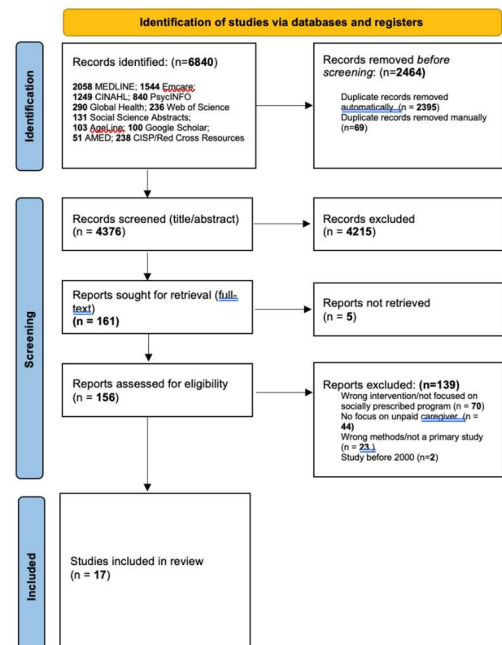 Identification of studies via databases and registers
Identification
Records identified: (n=6840)
2058 MEDLINE; 1544 Emcare;
1249 CINAHL; 840 PsycINFO
290 Global Health; 236 Web of Science
131 Social Science Abstracts;
103 AgeLine; 100 Google Scholar;
51 AMED; 238 CISP/Red Cross Resources
Records removed before
screening: (n=2464)
Duplicate records removed
automatically (n = 2395)
Duplicate records removed manually
(n=69)
Screening
Records screened (title/abstract)
(n = 4376)
Records excluded
(n = 4215)
Reports sought for retrieval (full-
text)
(n = 161)
Reports not retrieved
(n = 5)
Reports assessed for eligibility
(n = 156)
Reports excluded: (n=139)
Wrong intervention/not focused on
socially prescribed program (n = 70)
No focus on unpaid caregiver (n =
44)
Wrong methods/not a primary study
(n = 23 )
Study before 2000 (n=2)
Included
Studies included in review
(n = 17)